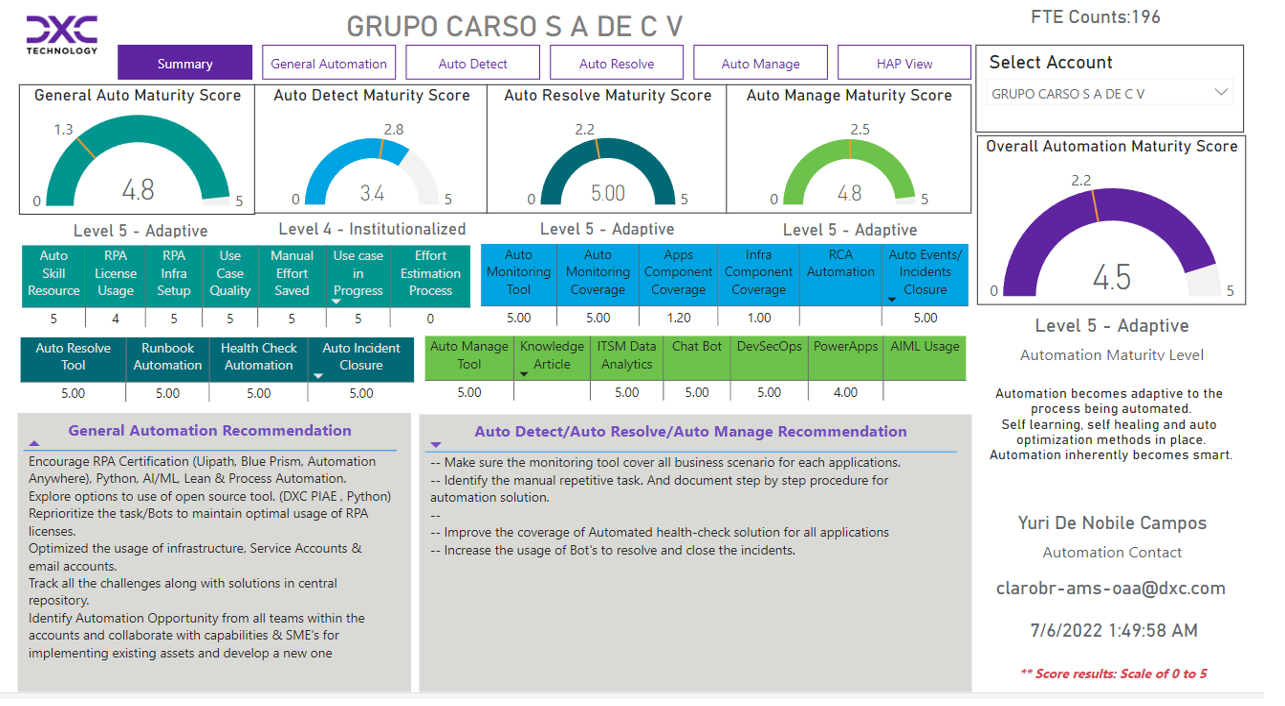 DXC
TECHNOLOGY
GRUPO CARSO S A DE C V
FTE Counts:196
Summary
General Automation
Auto Detect
Auto Resolve
Auto Manage
HAP View
Select Account
GRUPO CARSO S A DE C V
General Auto Maturity Score
1.3
0
4.8
5
Auto Detect Maturity Score
2.8
0
3.4
5
Auto Resolve Maturity Score
2.2
0
5.00
5
Auto Manage Maturity Score
2.5
0
4.8
5
Overall Automation Maturity Score
2.2
0
4.5
5
Level 5 - Adaptive
Level 4 - Institutionalized
Level 5 - Adaptive
Level 5 - Adaptive
Auto Skill Resource
RPA License Usage
RPA Infra Setup
Use Case Quality
Manual Effort Saved
Use case in Progress
Effort Estimation Process
5
4
5
5
5
5
0
Auto Monitoring Tool
Auto Monitoring Coverage
Apps Component Coverage
Infra Component Coverage
RCA Automation
Auto Events/ Incidents Closure
5.00
5.00
1.20
1.00
5.00
Auto Resolve Tool
Runbook Automation
Health Check Automation
Auto Incident Closure
5.00
5.00
5.00
5.00
Auto Manage Tool
Knowledge Article
ITSM Data Analytics
Chat Bot
DevSecOps
PowerApps
AIML Usage
5.00
5.00
5.00
5.00
4.00
General Automation Recommendation
Encourage RPA Certification (Uipath, Blue Prism, Automation
Anywhere), Python, AI/ML, Lean & Process Automation.
Explore options to use of open source tool. (DXC PIAE , Python)
Reprioritize the task/Bots to maintain optimal usage of RPA
licenses.
Optimized the usage of infrastructure, Service Accounts &
email accounts.
Track all the challenges along with solutions in central
repository.
Identify Automation Opportunity from all teams within the
accounts and collaborate with capabilities & SME's for
implementing existing assets and develop a new one
Auto Detect/Auto Resolve/Auto Manage Recommendation
-- Make sure the monitoring tool cover all business scenario for each applications.
-- Identify the manual repetitive task. And document step by step procedure for
automation solution.
--
-- Improve the coverage of Automated health-check solution for all applications
-- Increase the usage of Bot's to resolve and close the incidents.
Level 5 - Adaptive
Automation Maturity Level
Automation becomes adaptive to the
process being automated.
Self learning, self healing and auto
optimization methods in place.
Automation inherently becomes smart.
Yuri De Nobile Campos
Automation Contact
clarobr-ams-oaa@dxc.com
7/6/2022 1:49:58 AM
** Score results: Scale of 0 to 5